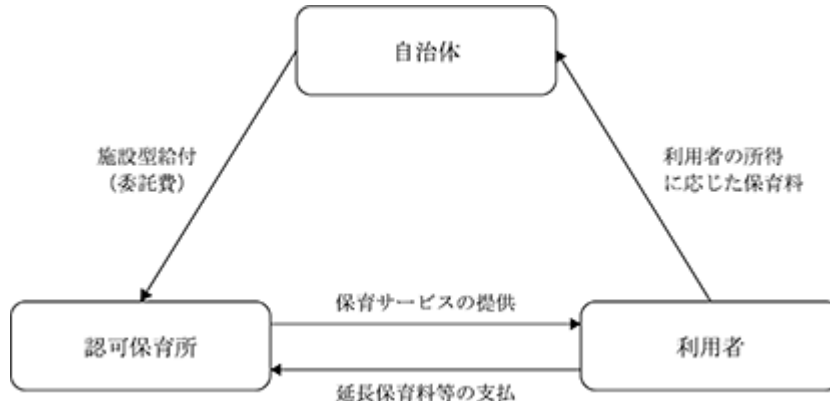 自治体
施設型給付
（委託費）
利用者の所得
に応じた保育料
保育サービスの提供
認可保育所
利用者
延長保育料等の支払